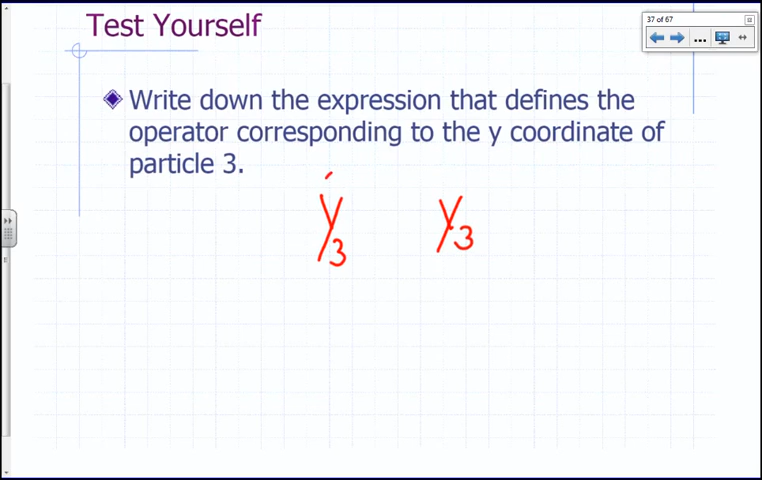 Test Yourself
37 of 67
...
Write down the expression that defines the
operator corresponding to the y coordinate of
particle 3.
ŷ3 y3